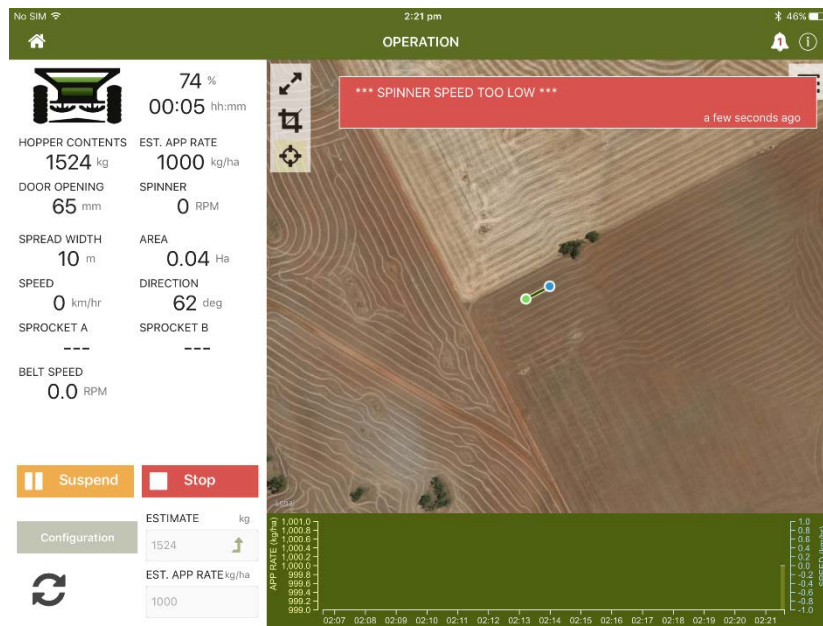 No SIM
2:21 pm
46%
OPERATION
1
74 %
00:05 hh:mm
HOPPER CONTENTS
1524 kg
EST. APP RATE
1000 kg/ha
DOOR OPENING
65 mm
SPINNER
0 RPM
SPREAD WIDTH
10 m
AREA
0.04 Ha
SPEED
0 km/hr
DIRECTION
62 deg
SPROCKET A
---
SPROCKET B
---
BELT SPEED
0.0 RPM
Suspend
Stop
Configuration
ESTIMATE kg
1524
EST. APP RATE kg/ha
1000
*** SPINNER SPEED TOO LOW ***
a few seconds ago
Legal
APP RATE (kg/ha)
1,001.0
1,000.8
1,000.6
1,000.4
1,000.2
1,000.0
999.8
999.6
999.4
999.2
999.0
02:07 02:08 02:09 02:10 02:11 02:12 02:13 02:14 02:15 02:16 02:17 02:18 02:19 02:20 02:21
1.0
0.8
0.6
0.4
0.2
0.0
-0.2
-0.4
-0.6
-0.8
-1.0
SPEED (km/hr)